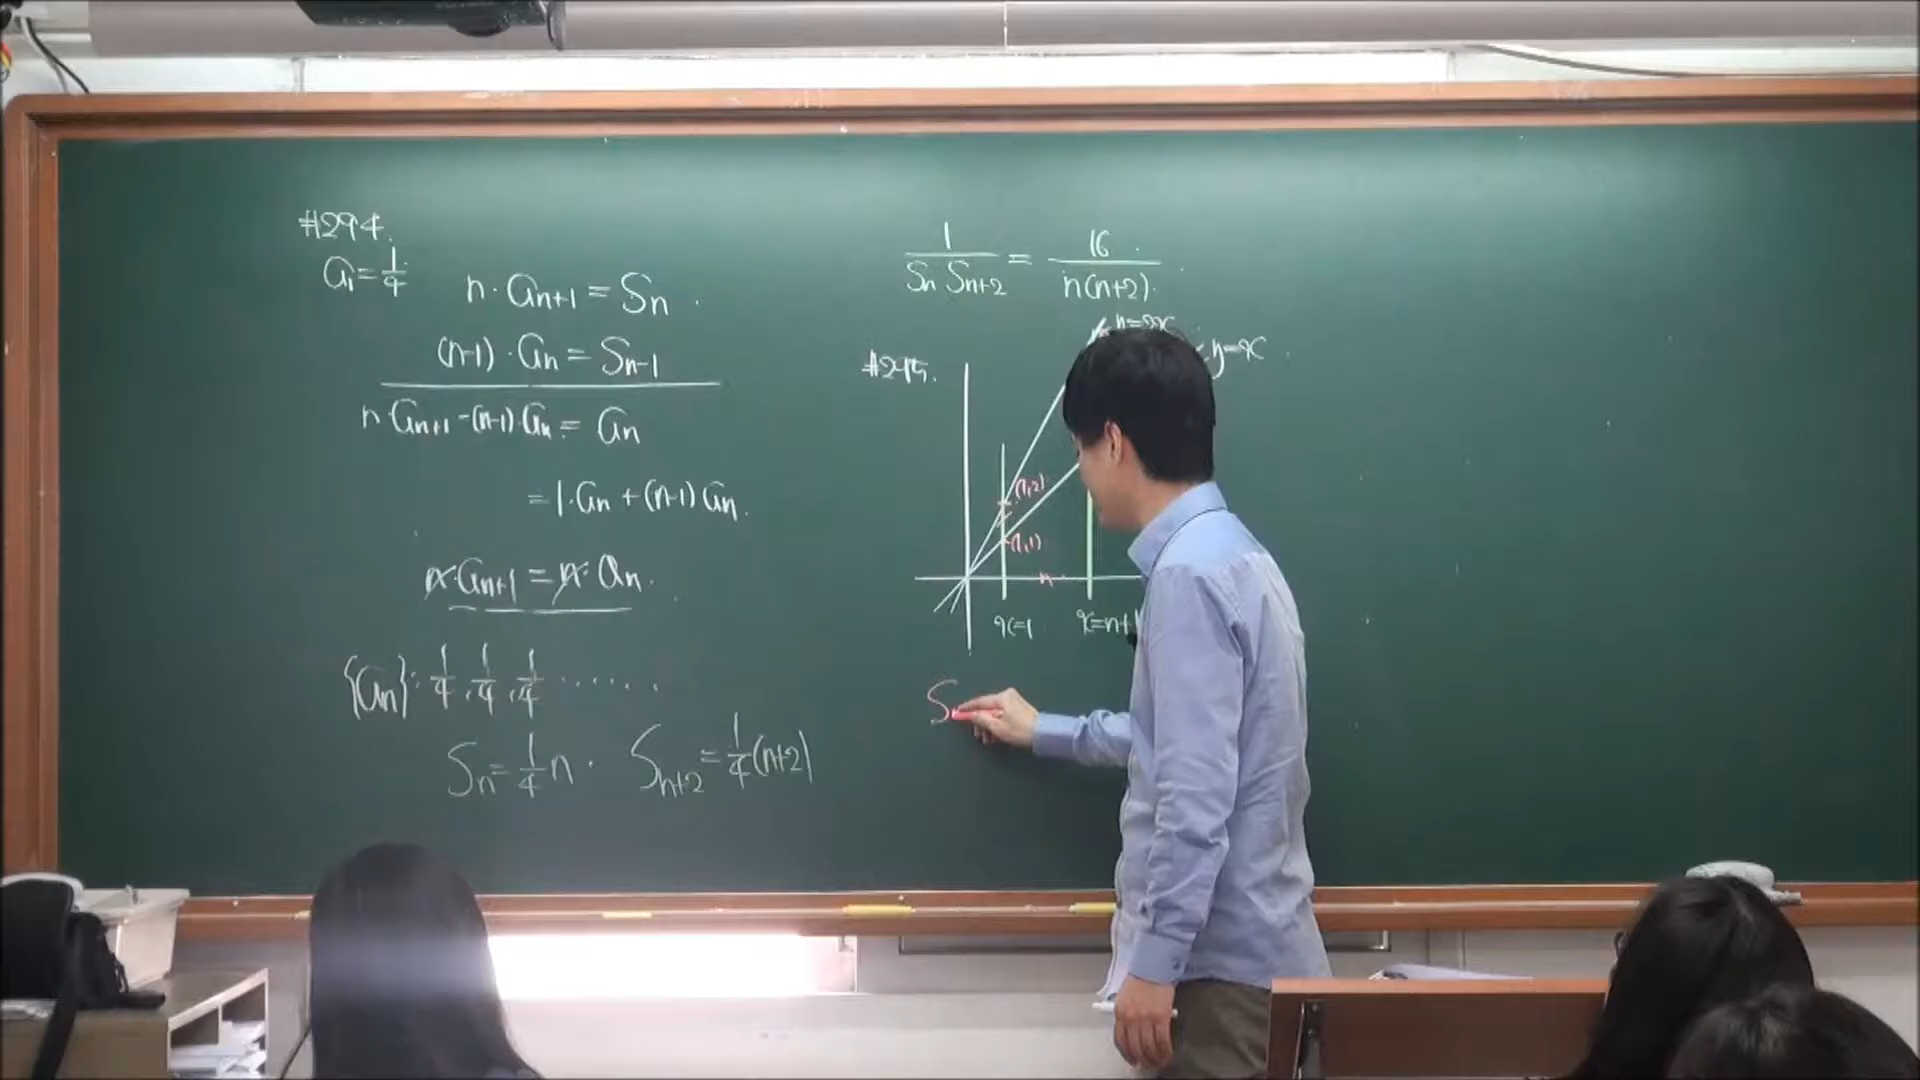 #294.
a₁=1/4
n·aₙ₊₁ = Sₙ.
(n-1)·aₙ = Sₙ₋₁
n·aₙ₊₁-(n-1)·aₙ = aₙ
=1·aₙ+(n-1)aₙ.
n·aₙ₊₁ = n·aₙ.
{aₙ}: 1/4, 1/4, 1/4 ......
Sₙ=1/4n. Sₙ₊₂=1/4(n+2)
1/(Sₙ Sₙ₊₂) = 16/(n(n+2)).
#295.
y=2x
y=x
(1,2)
(1,1)
n
x=1
x=n+1
S